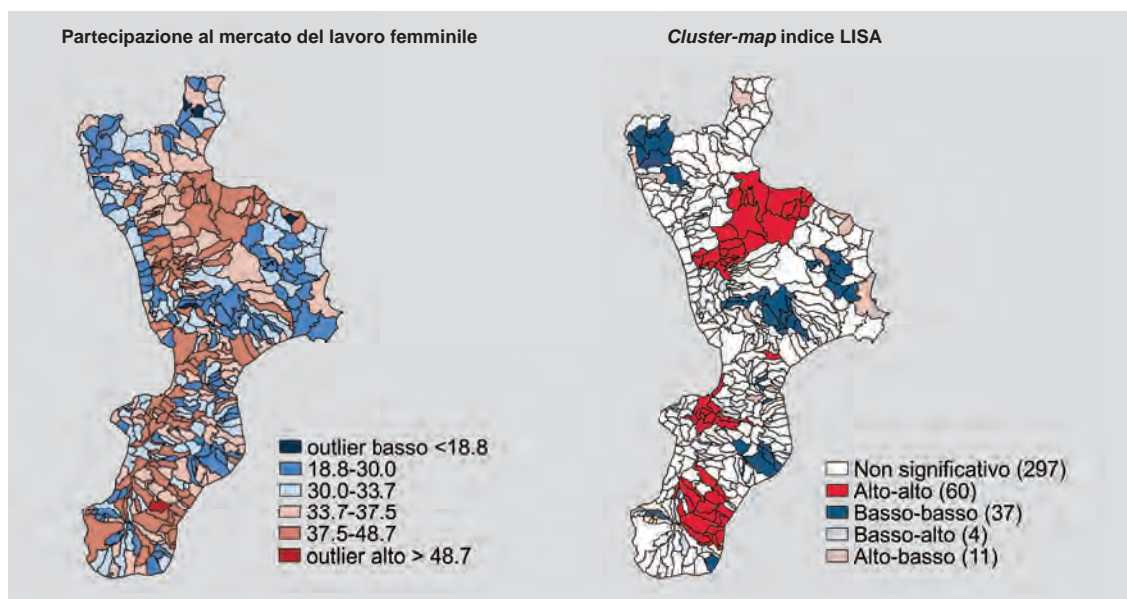 Partecipazione al mercato del lavoro femminile
Cluster-map indice LISA
outlier basso <18.8
18.8-30.0
30.0-33.7
33.7-37.5
37.5-48.7
outlier alto > 48.7
Non significativo (297)
Alto-alto (60)
Basso-basso (37)
Basso-alto (4)
Alto-basso (11)